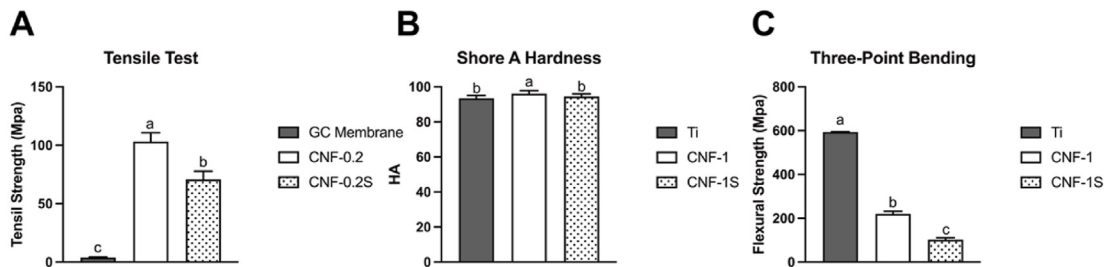 A
Tensile Test
Tensil Strength (Mpa)
150
100
50
0
c
a
b
GC Membrane
CNF-0.2
CNF-0.2S
B
Shore A Hardness
HA
100
80
60
40
20
0
b
a
b
Ti
CNF-1
CNF-1S
C
Three-Point Bending
Flexural Strength (Mpa)
800
600
400
200
0
a
b
c
Ti
CNF-1
CNF-1S